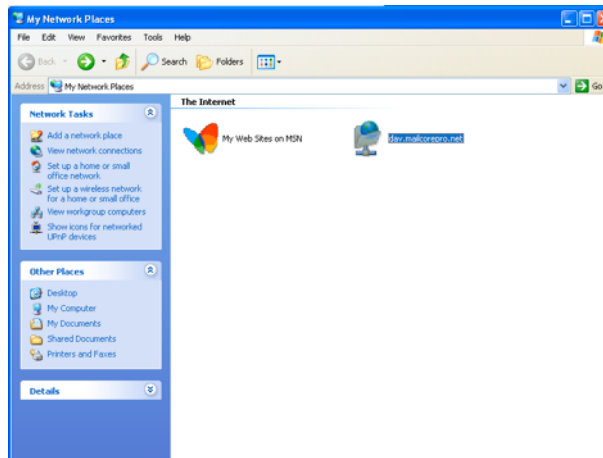 My Network Places
File Edit View Favorites Tools Help
Back Search Folders
Address My Network Places Go
The Internet
Network Tasks
My Web Sites on MSN
dav.mailcorepro.net
Add a network place
View network connections
Set up a home or small
office network
Set up a wireless network
for a home or small office
View workgroup computers
Show icons for networked
UPnP devices
Other Places
Desktop
My Computer
My Documents
Shared Documents
Printers and Faxes
Details